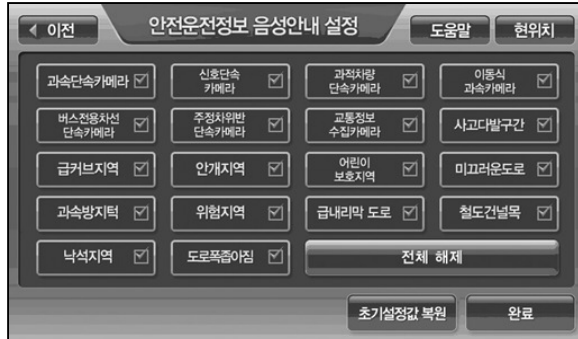 이전
안전운전정보 음성안내 설정
도움말
현위치
과속단속카메라
신호단속
카메라
과적차량
단속카메라
이동식
과속카메라
버스전용차선
단속카메라
주정차위반
단속카메라
교통정보
수집카메라
사고다발구간
급커브지역
안개지역
어린이
보호지역
미끄러운도로
과속방지턱
위험지역
급내리막 도로
철도건널목
낙석지역
도로폭좁아짐
전체 해제
초기설정값 복원
완료